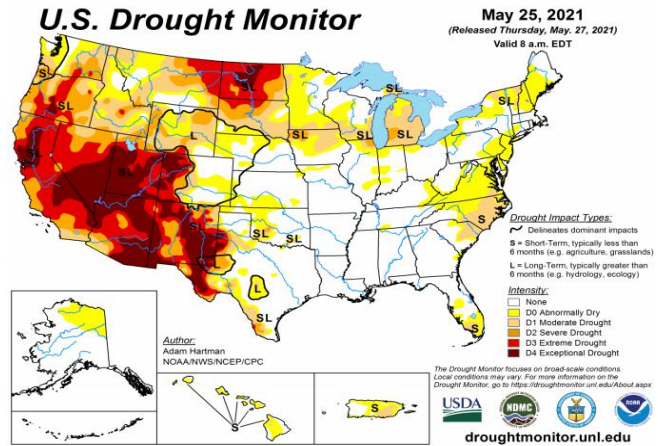 U.S. Drought Monitor
May 25, 2021
(Released Thursday, May. 27, 2021)
Valid 8 a.m. EDT
S
SL
SL
L
SL
SL
SL
SL
SL
SL
SL
SL
SL
SL
S
L
L
SL
S
Drought Impact Types:
Delineates dominant impacts
S = Short-Term, typically less than
6 months (e.g. agriculture, grasslands)
L = Long-Term, typically greater than
6 months (e.g. hydrology, ecology)
Intensity:
None
D0 Abnormally Dry
D1 Moderate Drought
D2 Severe Drought
D3 Extreme Drought
D4 Exceptional Drought
Author:
Adam Hartman
NOAA/NWS/NCEP/CPC
S
S
The Drought Monitor focuses on broad-scale conditions.
Local conditions may vary. For more information on the
Drought Monitor, go to https://droughtmonitor.unl.edu/About.aspx
USDA
NDMC
NOAA
droughtmonitor.unl.edu